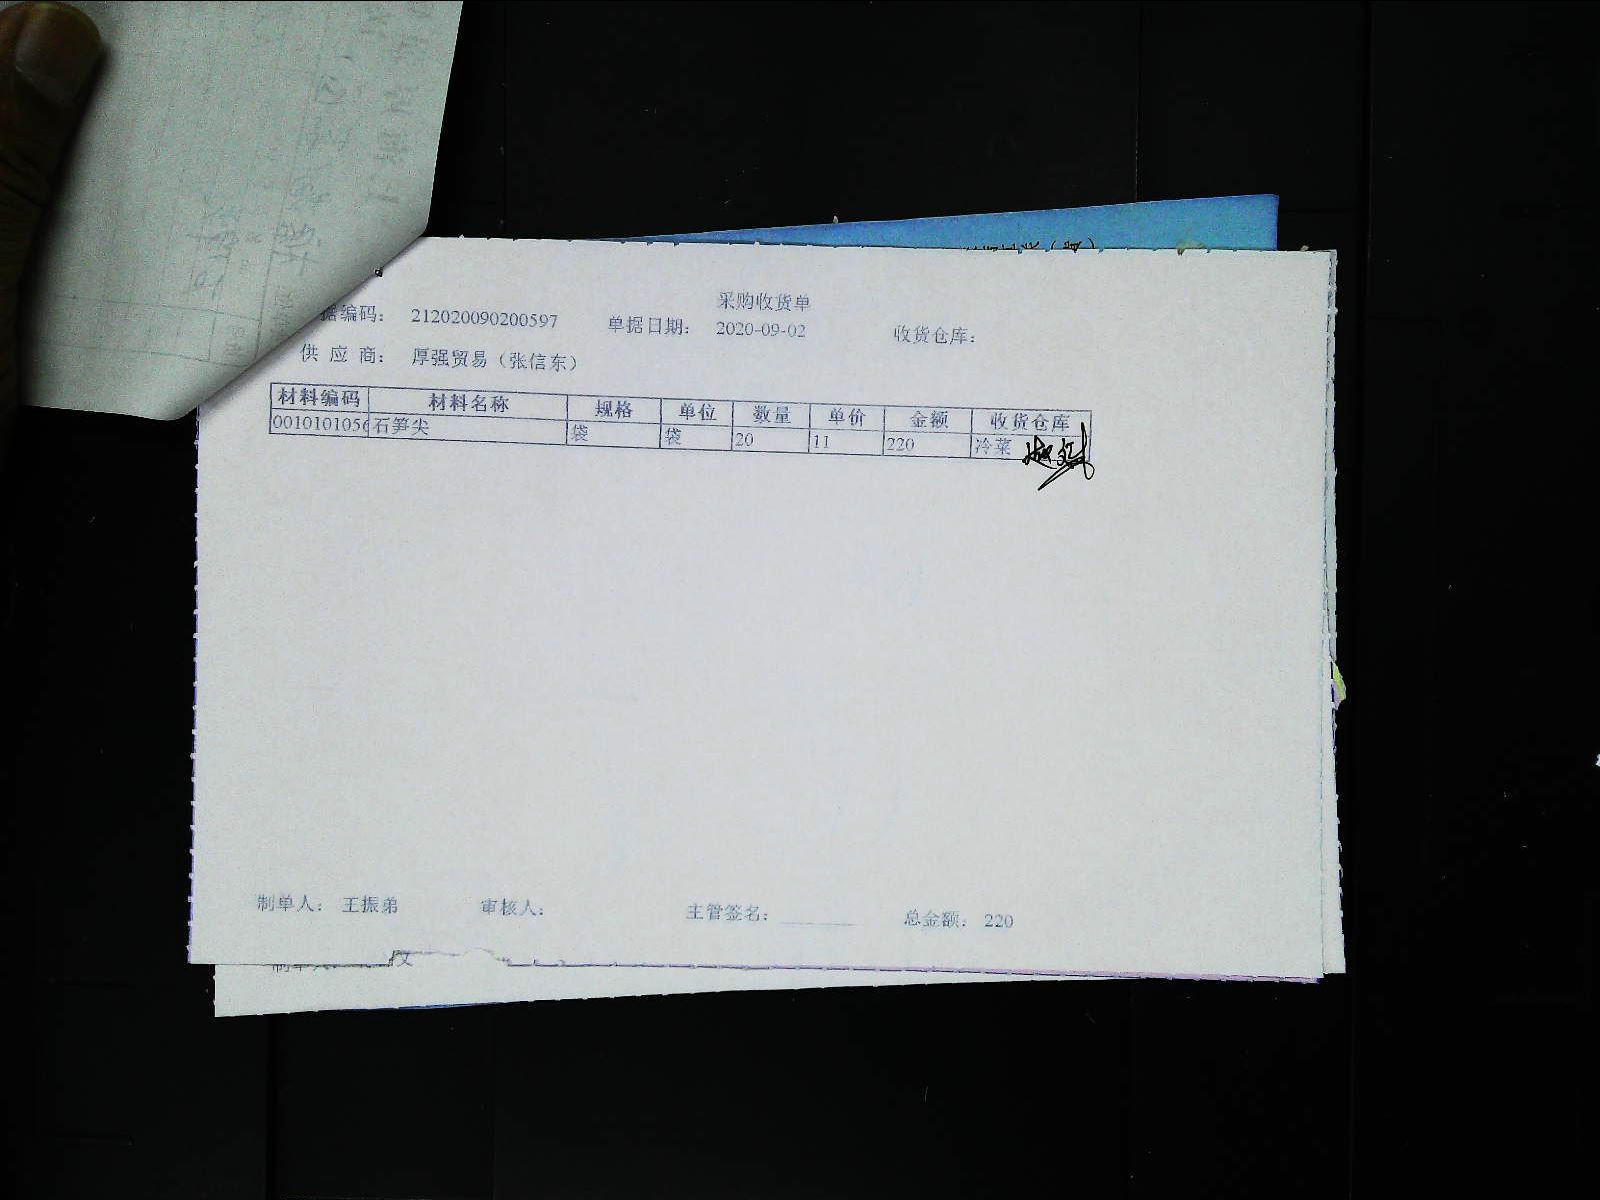 采购收货单
据编码： 212020090200597 单据日期： 2020-09-02 收货仓库：
供 应 商： 厚强贸易（张信东）
材料编码 材料名称 规格 单位 数量 单价 金额 收货仓库
0010101056 石笋尖 袋 袋 20 11 220 冷菜
制单人： 王振弟 审核人： 主管签名： 总金额： 220